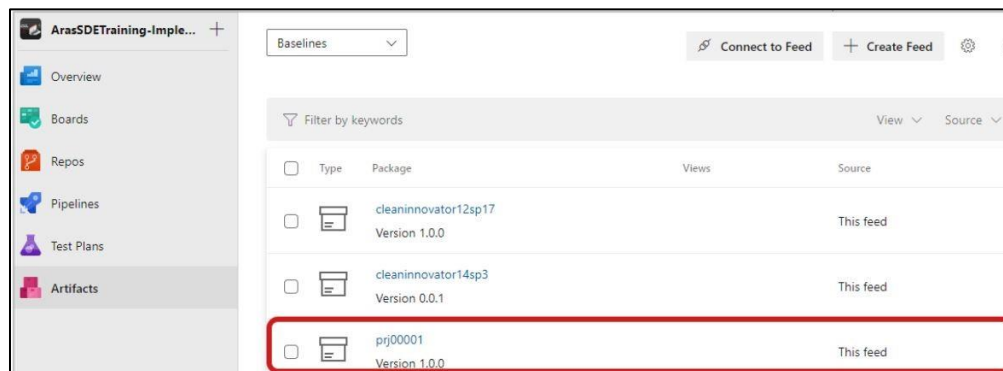 ArasSDETraining-Imple...
Baselines
Connect to Feed
Create Feed
Overview
Boards
Filter by keywords
View
Source
Repos
Type
Package
Views
Source
Pipelines
cleaninnovator12sp17
This feed
Version 1.0.0
Test Plans
Artifacts
cleaninnovator14sp3
This feed
Version 0.0.1
prj00001
This feed
Version 1.0.0